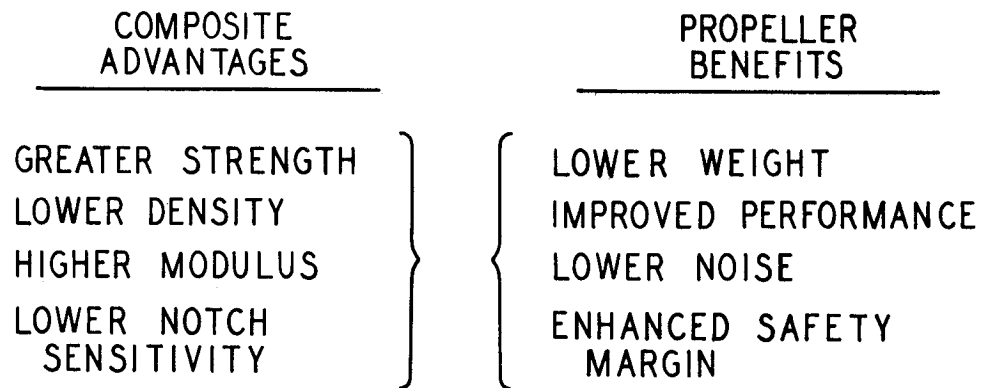 COMPOSITE
ADVANTAGES
GREATER STRENGTH
LOWER DENSITY
HIGHER MODULUS
LOWER NOTCH
SENSITIVITY
PROPELLER
BENEFITS
LOWER WEIGHT
IMPROVED PERFORMANCE
LOWER NOISE
ENHANCED SAFETY
MARGIN